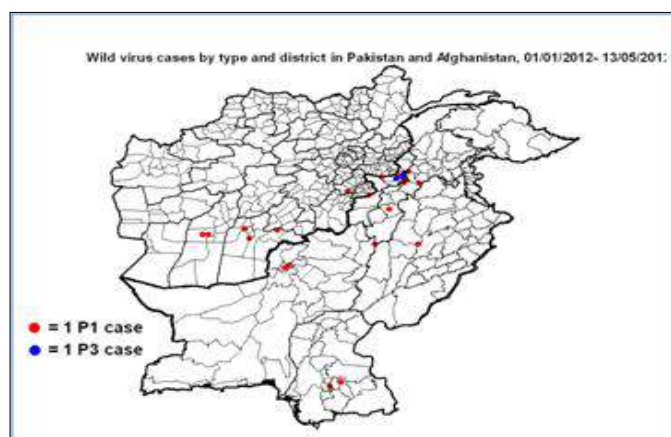 Wild virus cases by type and district in Pakistan and Afghanistan, 01/01/2012- 13/05/201
= 1 P1 case
= 1 P3 case